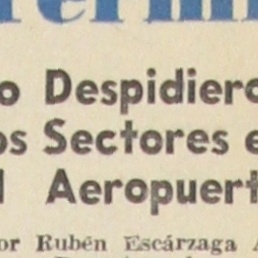 o Despidiero
os Sectores e
l Aeropuert
or Rubén Escárzaga A